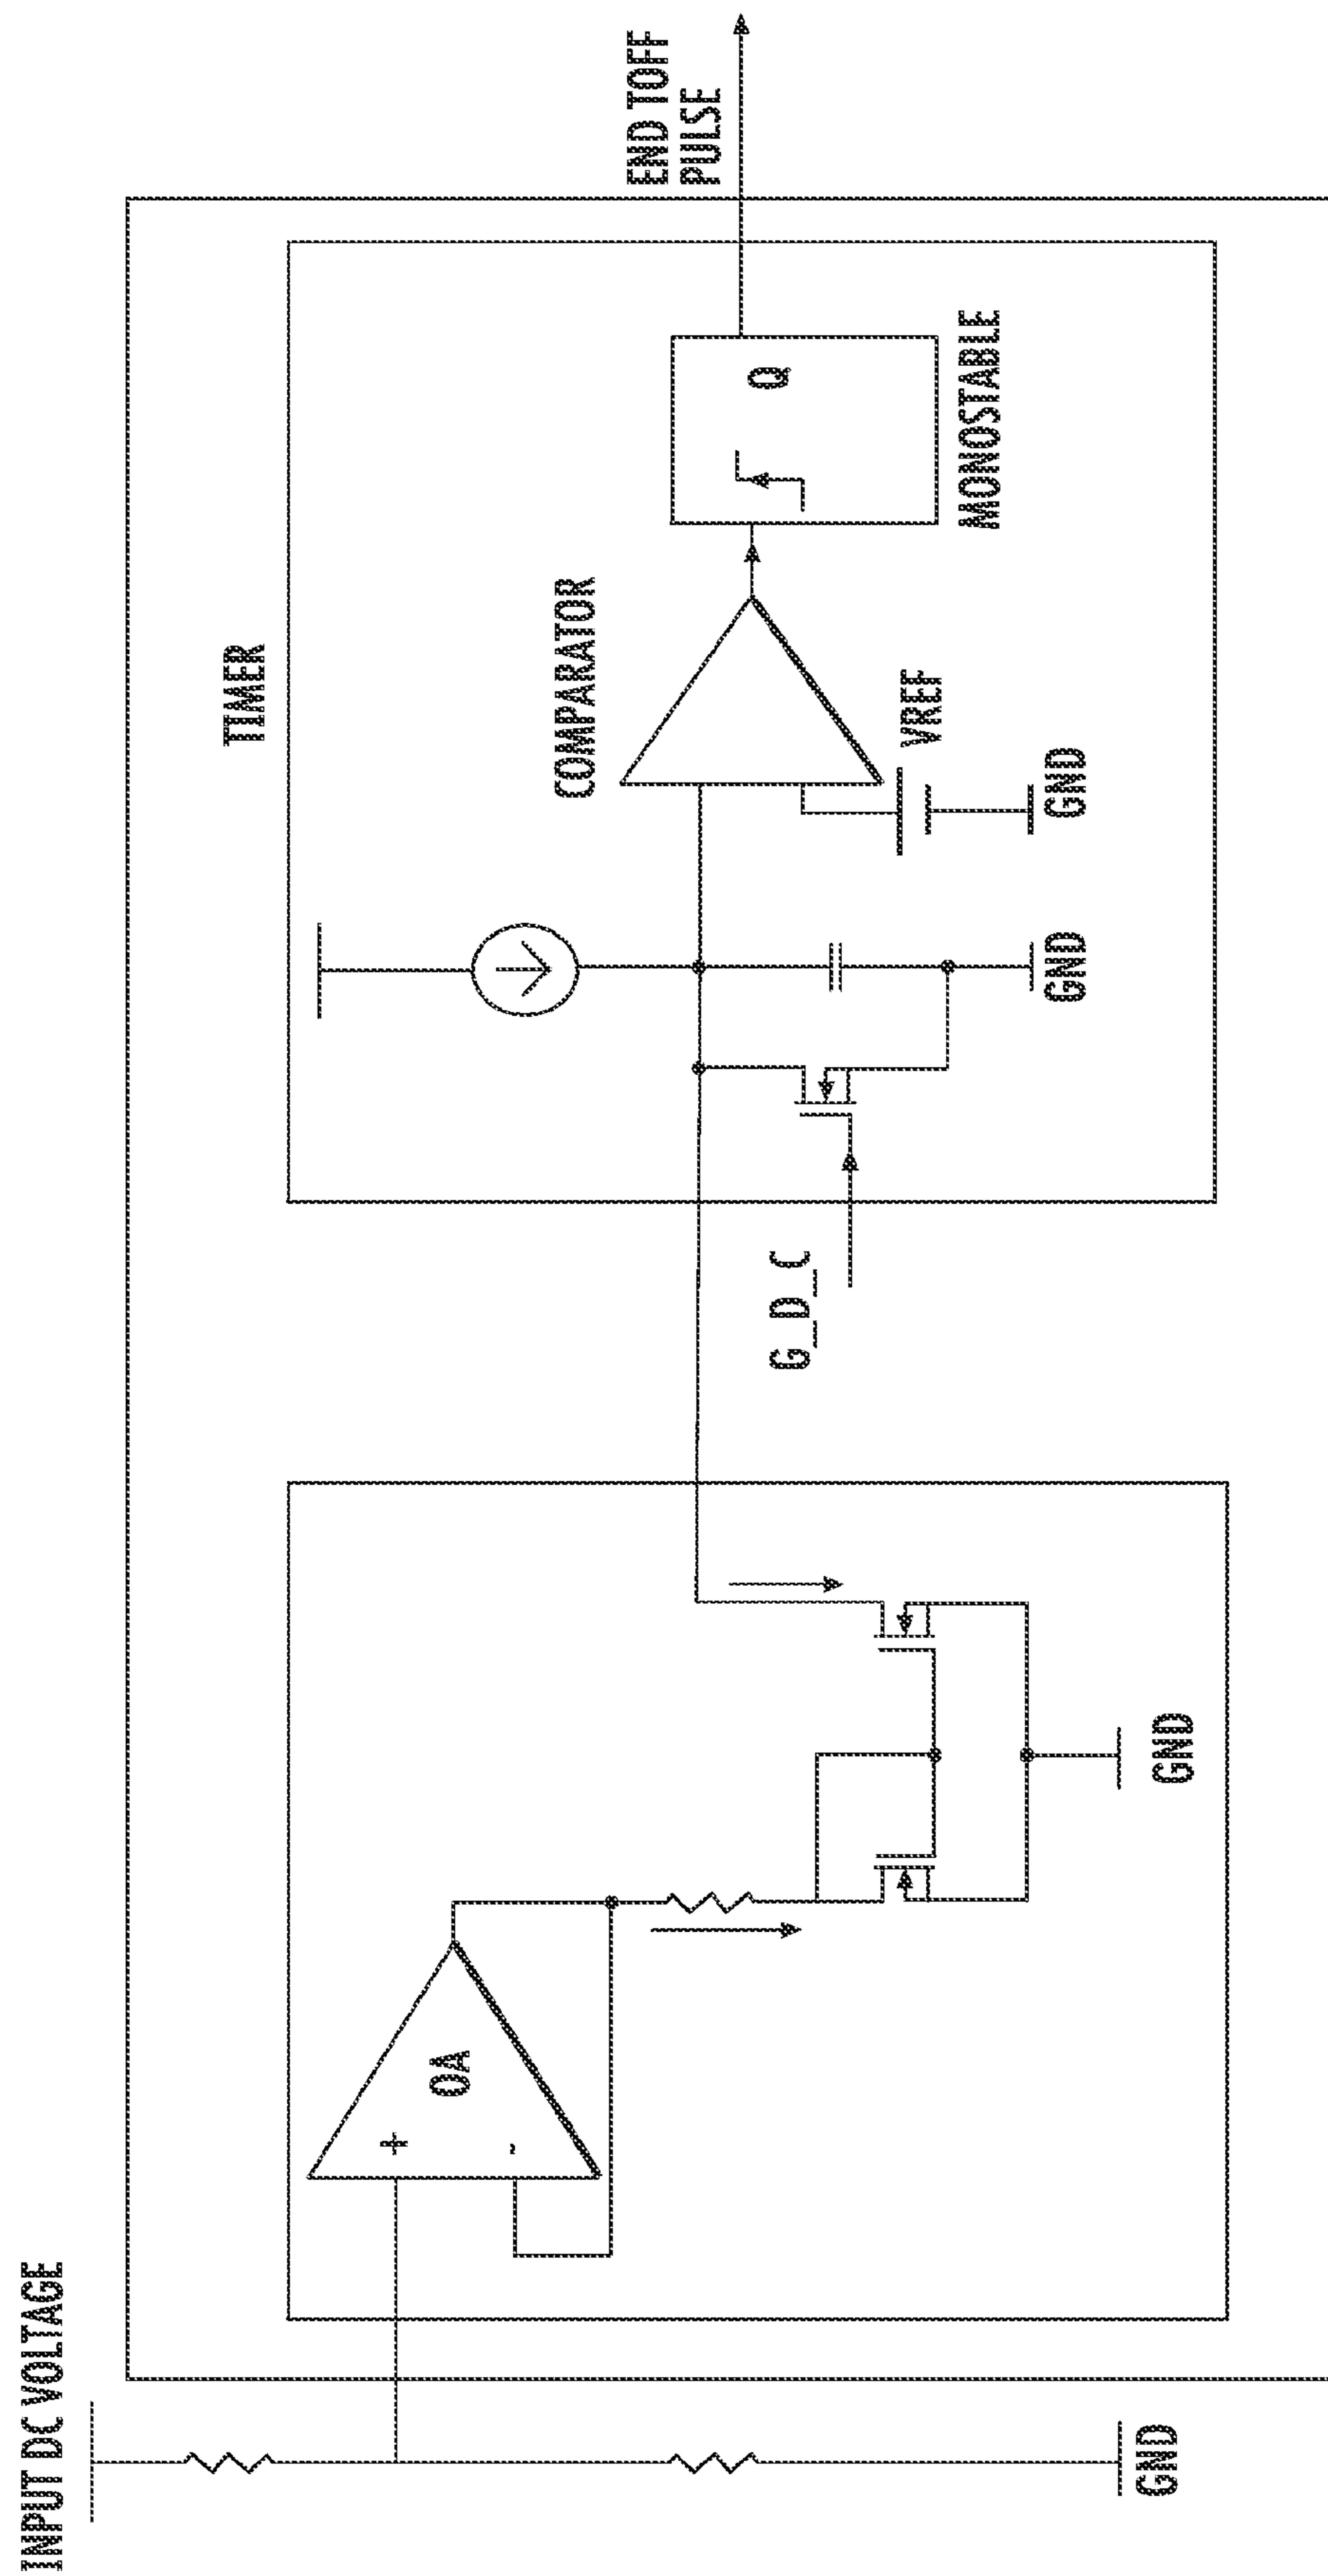 INPUT DC VOLTAGE
GND
+
-
OA
GND
G_D_C
TIMER
GND
COMPARATOR
VREF
GND
MONOSTABLE
Q
END TOFF
PULSE